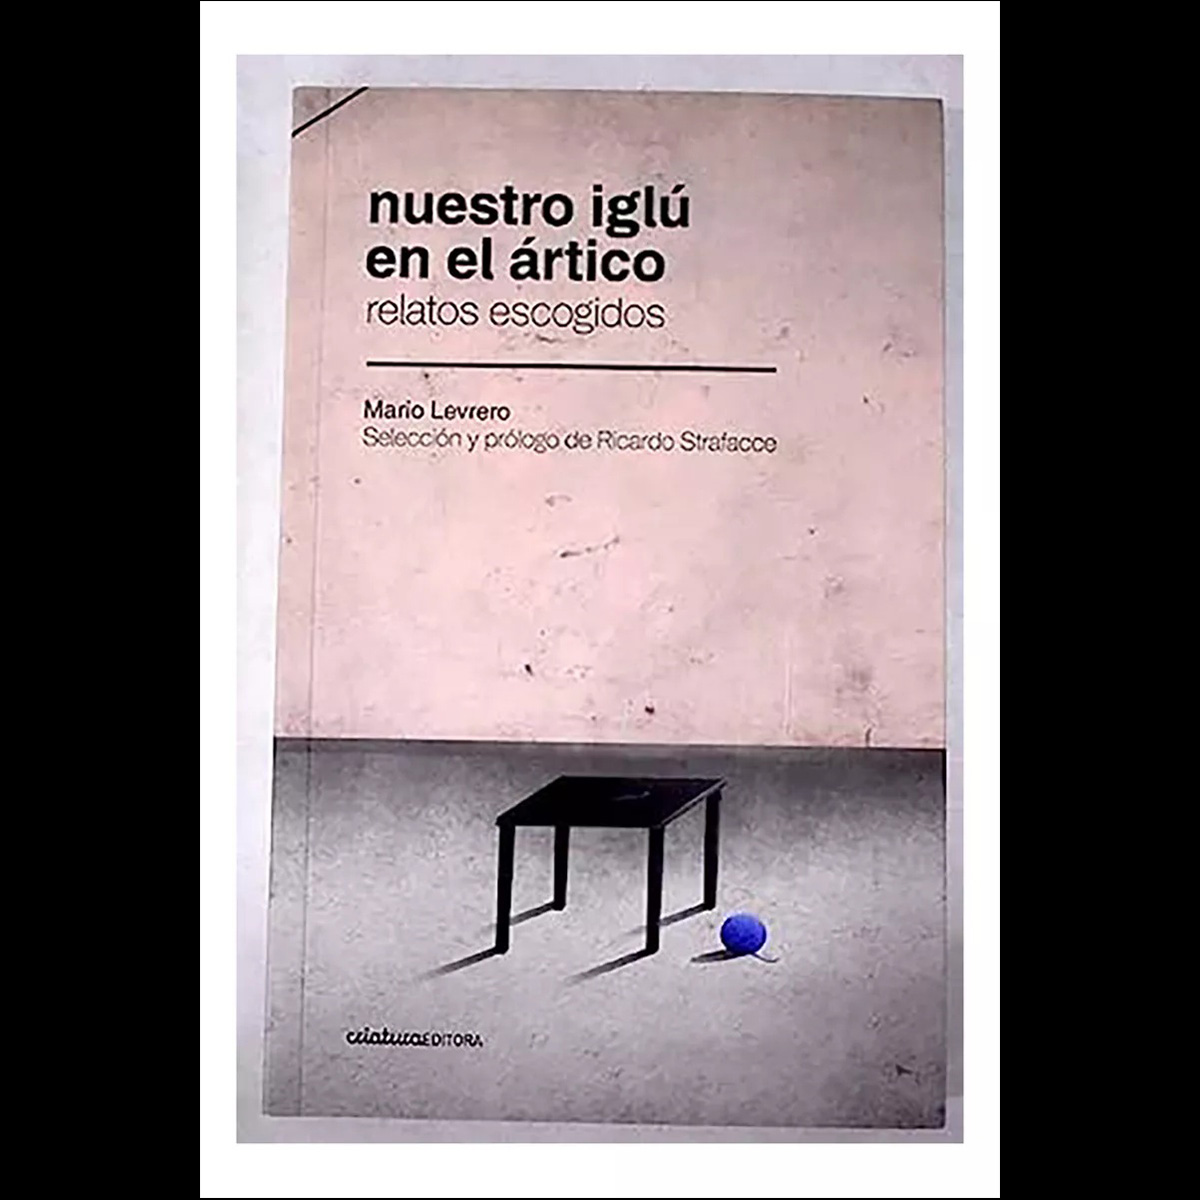 nuestro iglú
en el ártico
relatos escogidos
Mario Levrero
Selección y prólogo de Ricardo Strafacce
criaturaEDITORA